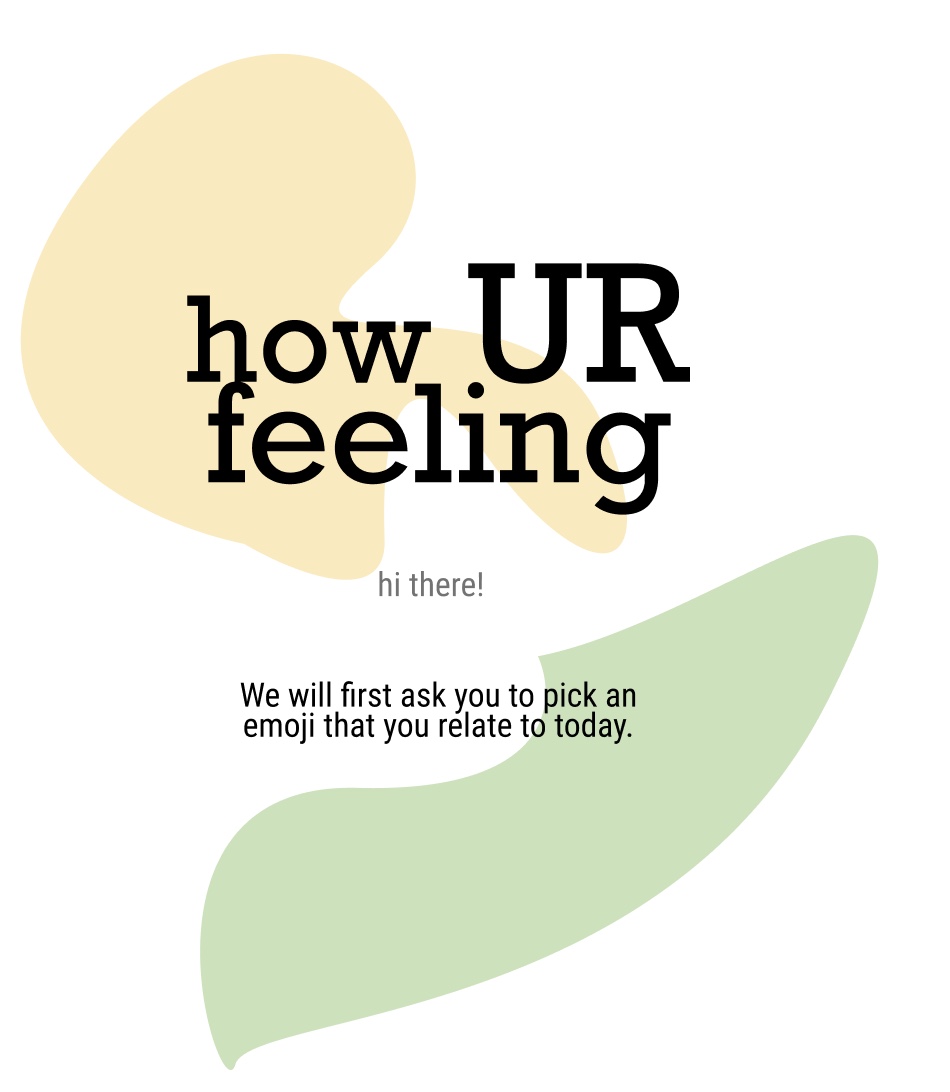 how UR
feeling
hi there!
We will first ask you to pick an
emoji that you relate to today.